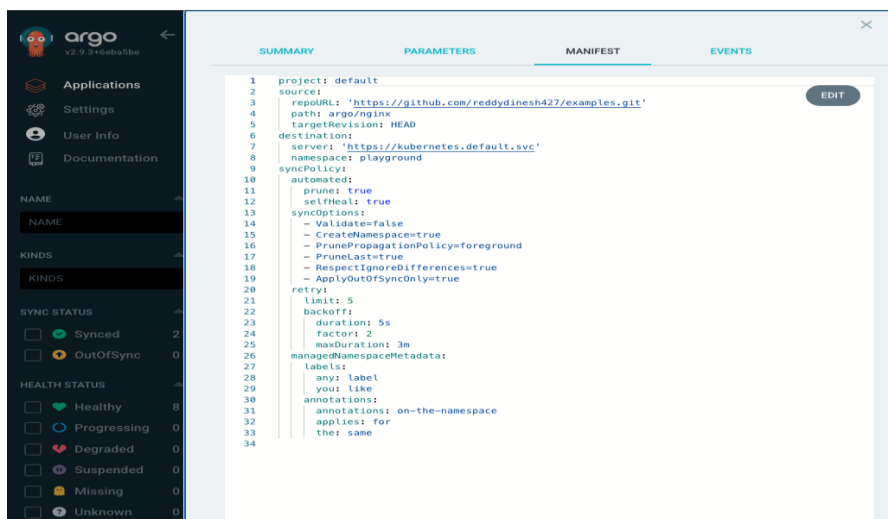 argo
v2.9.3+6eba5be
Applications
Settings
User Info
Documentation
NAME
NAME
KINDS
KINDS
SYNC STATUS
Synced 2
OutOfSync 0
HEALTH STATUS
Healthy 8
Progressing 0
Degraded 0
Suspended 0
Missing 0
Unknown 0
SUMMARY PARAMETERS MANIFEST EVENTS
EDIT
1 project: default
2 source:
3 repoURL: 'https://github.com/reddydinesh427/examples.git'
4 path: argo/nginx
5 targetRevision: HEAD
6 destination:
7 server: 'https://kubernetes.default.svc'
8 namespace: playground
9 syncPolicy:
10 automated:
11 prune: true
12 selfHeal: true
13 syncOptions:
14 - Validate=false
15 - CreateNamespace=true
16 - PrunePropagationPolicy=foreground
17 - PruneLast=true
18 - RespectIgnoreDifferences=true
19 - ApplyOutOfSyncOnly=true
20 retry:
21 limit: 5
22 backoff:
23 duration: 5s
24 factor: 2
25 maxDuration: 3m
26 managedNamespaceMetadata:
27 labels:
28 any: label
29 you: like
30 annotations:
31 annotations: on-the-namespace
32 applies: for
33 the: same
34